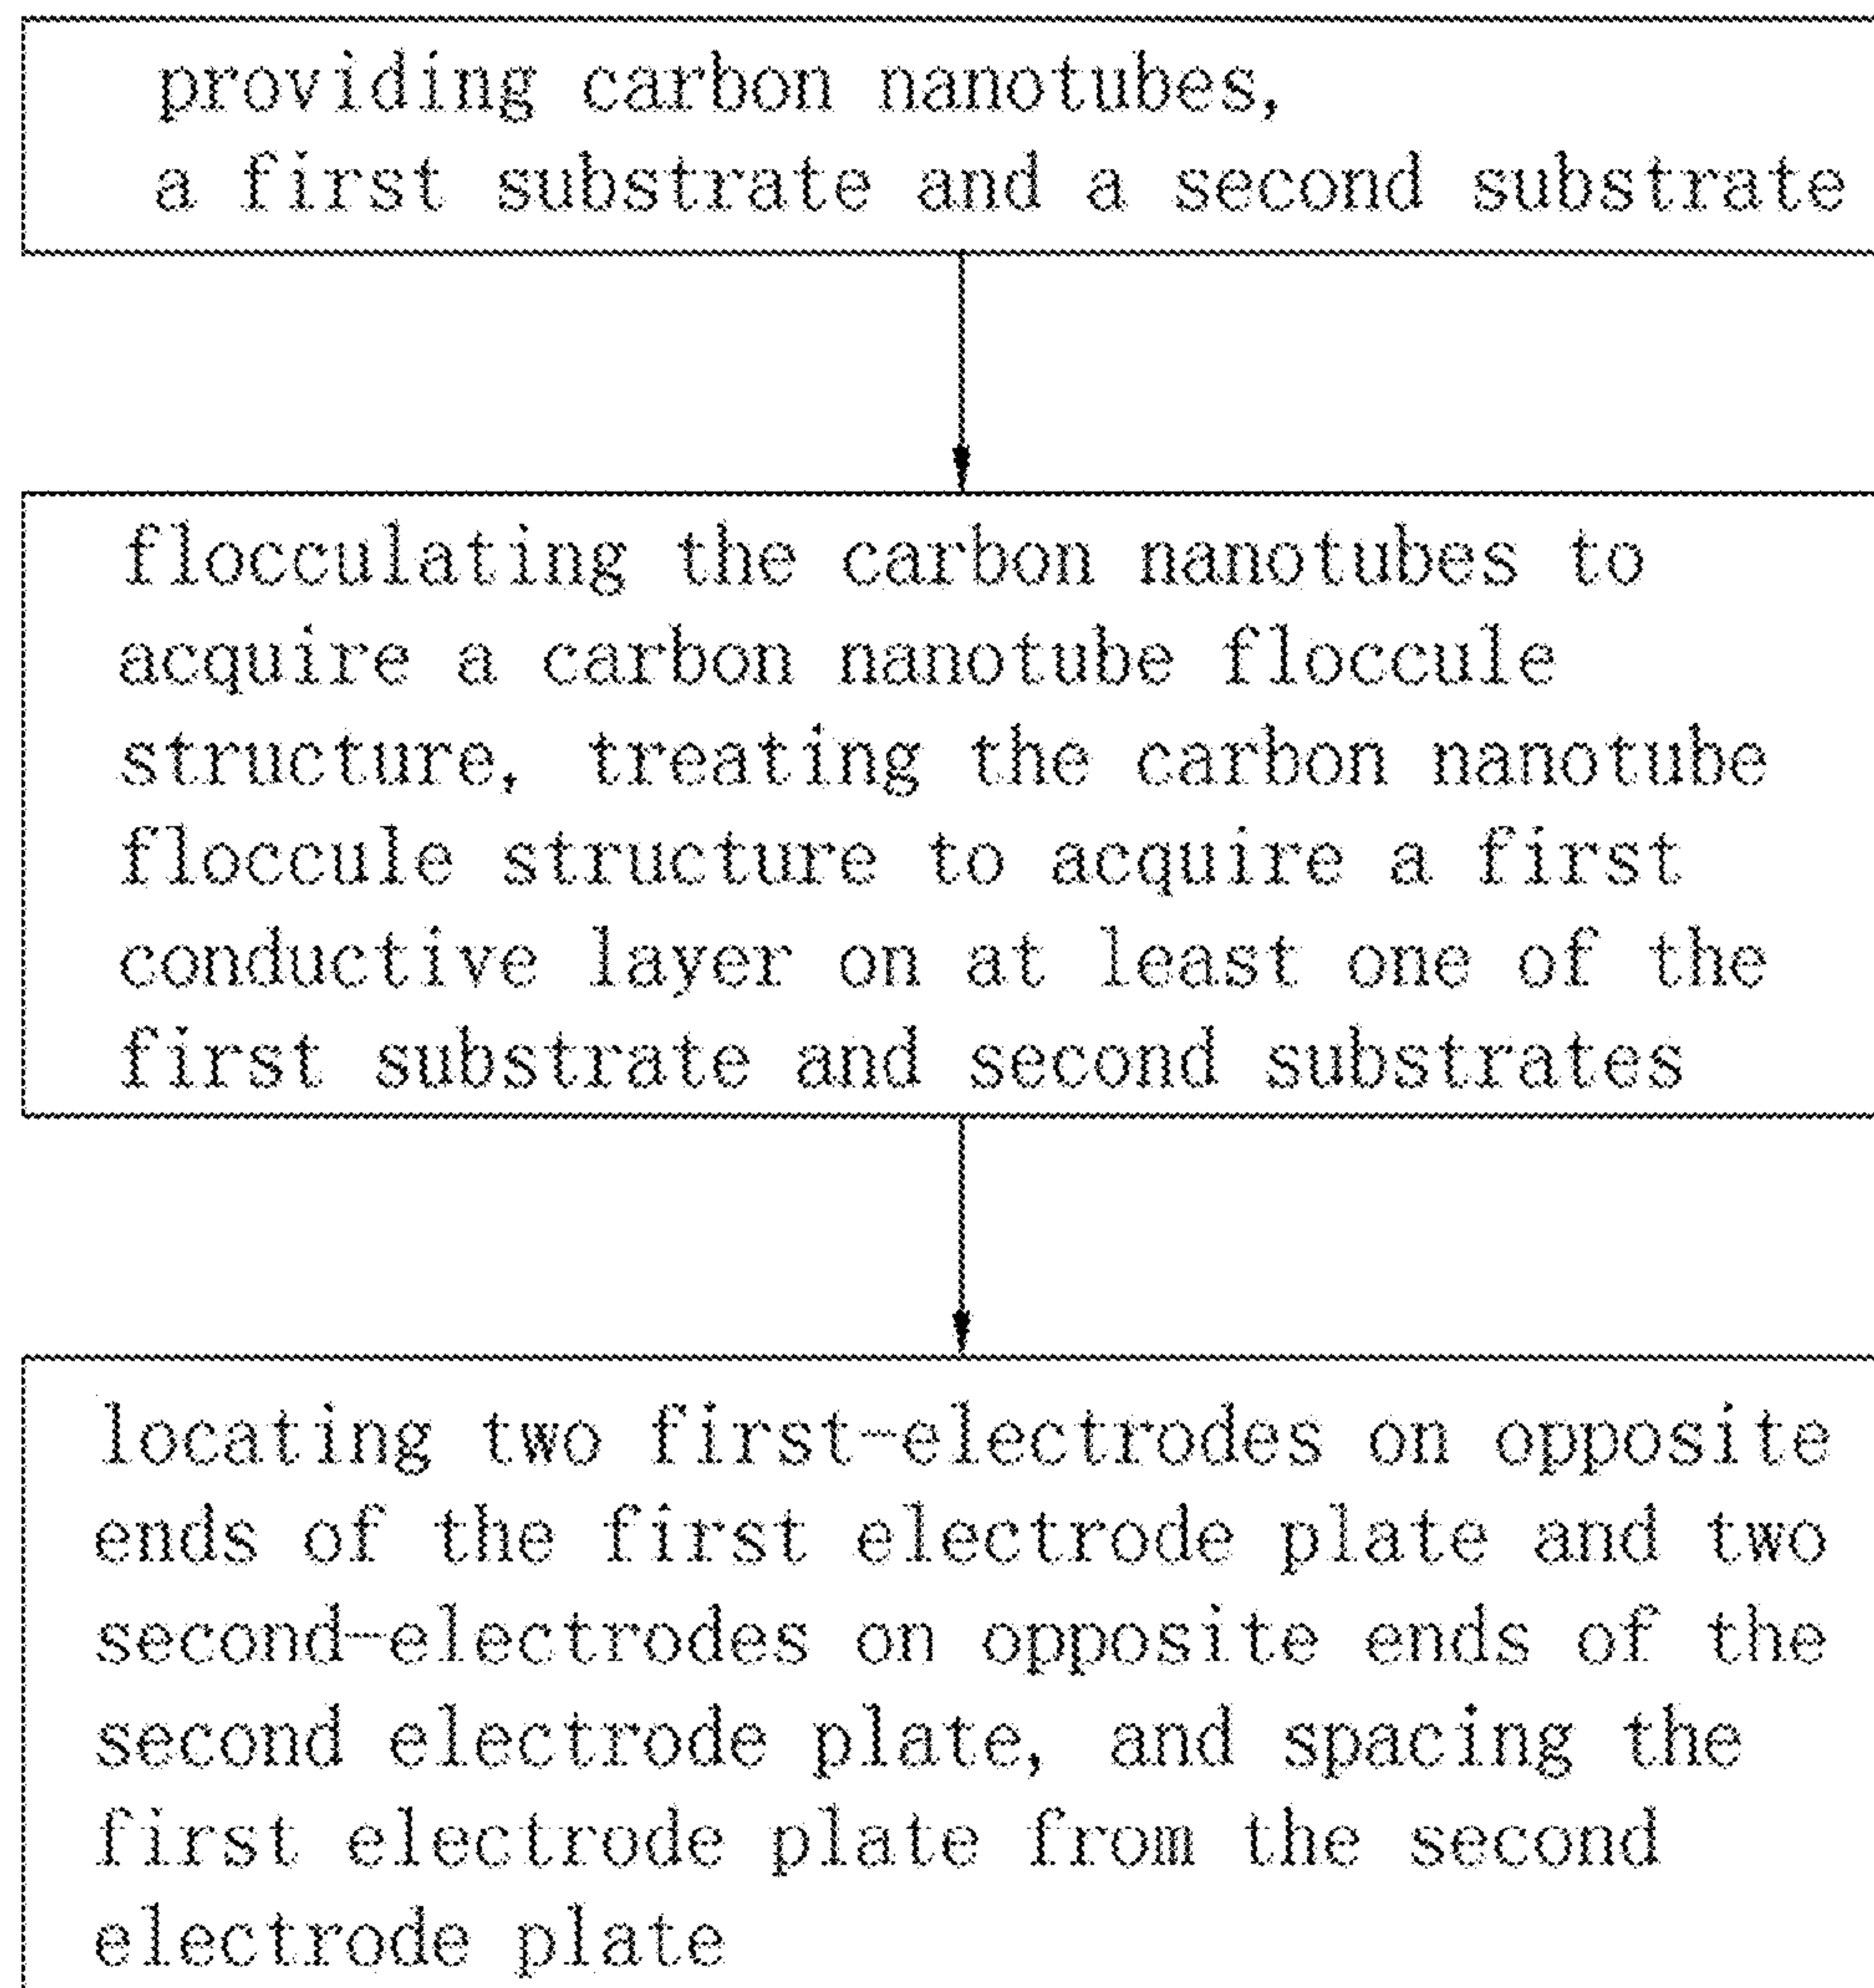 providing carbon nanotubes,
a first substrate and a second substrate
flocculating the carbon nanotubes to
acquire a carbon nanotube floccule
structure, treating the carbon nanotube
floccule structure to acquire a first
conductive layer on at least one of the
first substrate and second substrates
locating two first-electrodes on opposite
ends of the first electrode plate and two
second-electrodes on opposite ends of the
second electrode plate, and spacing the
first electrode plate from the second
electrode plate